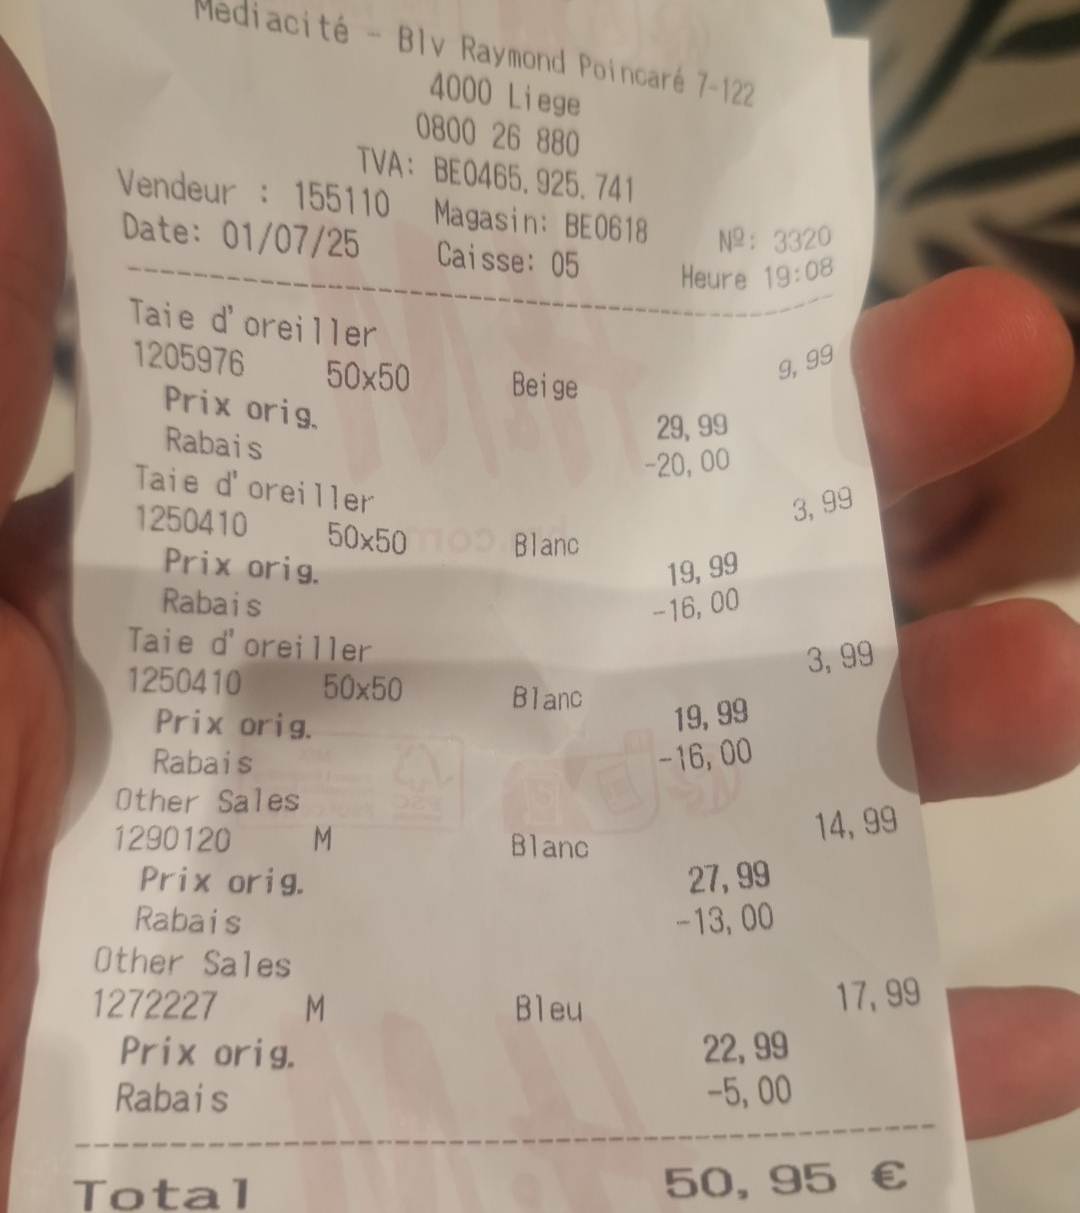 Médiacité - Blv Raymond Poincaré 7-122
4000 Liege
0800 26 880
TVA: BE0465.925.741
Vendeur : 155110 Magasin: BE0618 Nº: 3320
Date: 01/07/25 Caisse: 05 Heure 19:08
Taie d'oreiller
1205976 50x50 Beige 9,99
Prix orig. 29,99
Rabais -20,00
Taie d'oreiller
1250410 50x50 Blanc 3,99
Prix orig. 19,99
Rabais -16,00
Taie d'oreiller
1250410 50x50 Blanc 3,99
Prix orig. 19,99
Rabais -16,00
Other Sales
1290120 M Blanc 14,99
Prix orig. 27,99
Rabais -13,00
Other Sales
1272227 M Bleu 17,99
Prix orig. 22,99
Rabais -5,00
Total 50,95 €